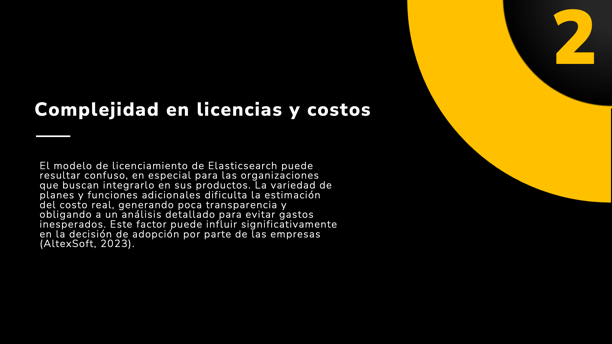 2
Complejidad en licencias y costos
El modelo de licenciamiento de Elasticsearch puede
resultar confuso, en especial para las organizaciones
que buscan integrarlo en sus productos. La variedad de
planes y funciones adicionales dificulta la estimación
del costo real, generando poca transparencia y
obligando a un análisis detallado para evitar gastos
inesperados. Este factor puede influir significativamente
en la decisión de adopción por parte de las empresas
(AltexSoft, 2023).